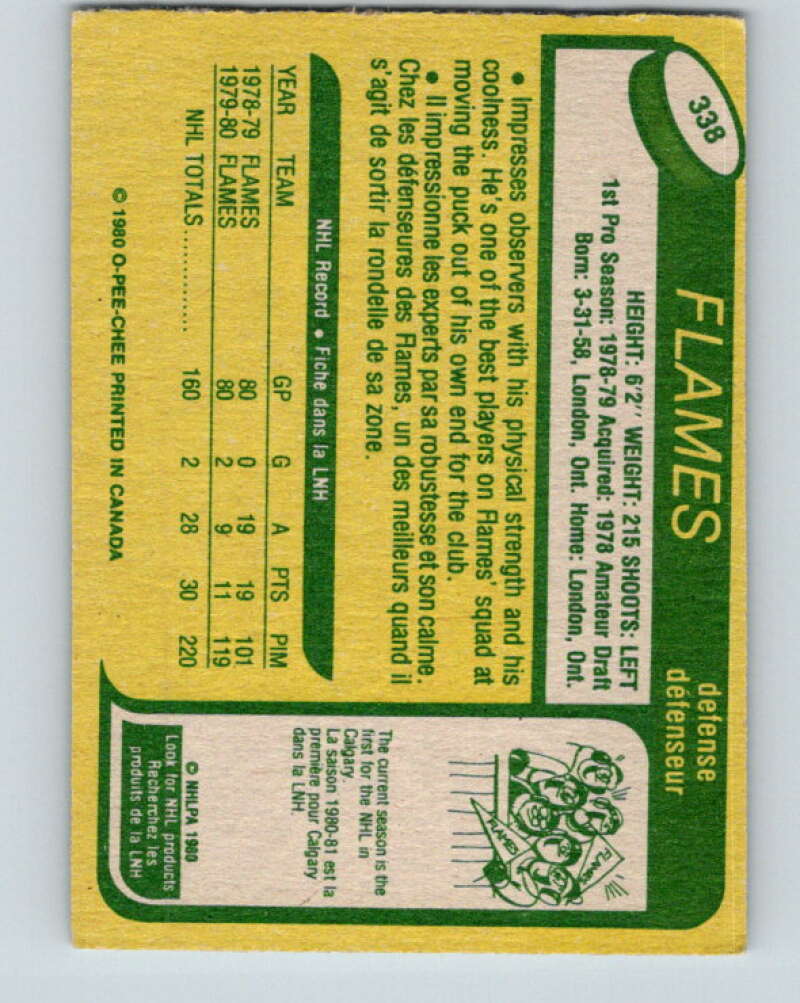 338
FLAMES
defense
défenseur
HEIGHT: 6'2" WEIGHT: 215 SHOOTS: LEFT
1st Pro Season: 1978-79 Acquired: 1978 Amateur Draft
Born: 3-31-58, London, Ont. Home: London, Ont.
• Impresses observers with his physical strength and his
coolness. He's one of the best players on Flames' squad at
moving the puck out of his own end for the club.
• Il impressionne les experts par sa robustesse et son calme.
Chez les défenseures des Flames, un des meilleurs quand il
s'agit de sortir la rondelle de sa zone.
NHL Record • Fiche dans la LNH
YEAR TEAM GP G A PTS PIM
1978-79 FLAMES 80 0 19 19 101
1979-80 FLAMES 80 2 9 11 119
NHL TOTALS............. 160 2 28 30 220
© 1980 O-PEE-CHEE PRINTED IN CANADA
FLAMES
FLAMES
The current season is the
first for the NHL in
Calgary.
La saison 1980-81 est la
première pour Calgary
dans la LNH.
© NHLPA 1980
Look for NHL products
Recherchez les
produits de la LNH